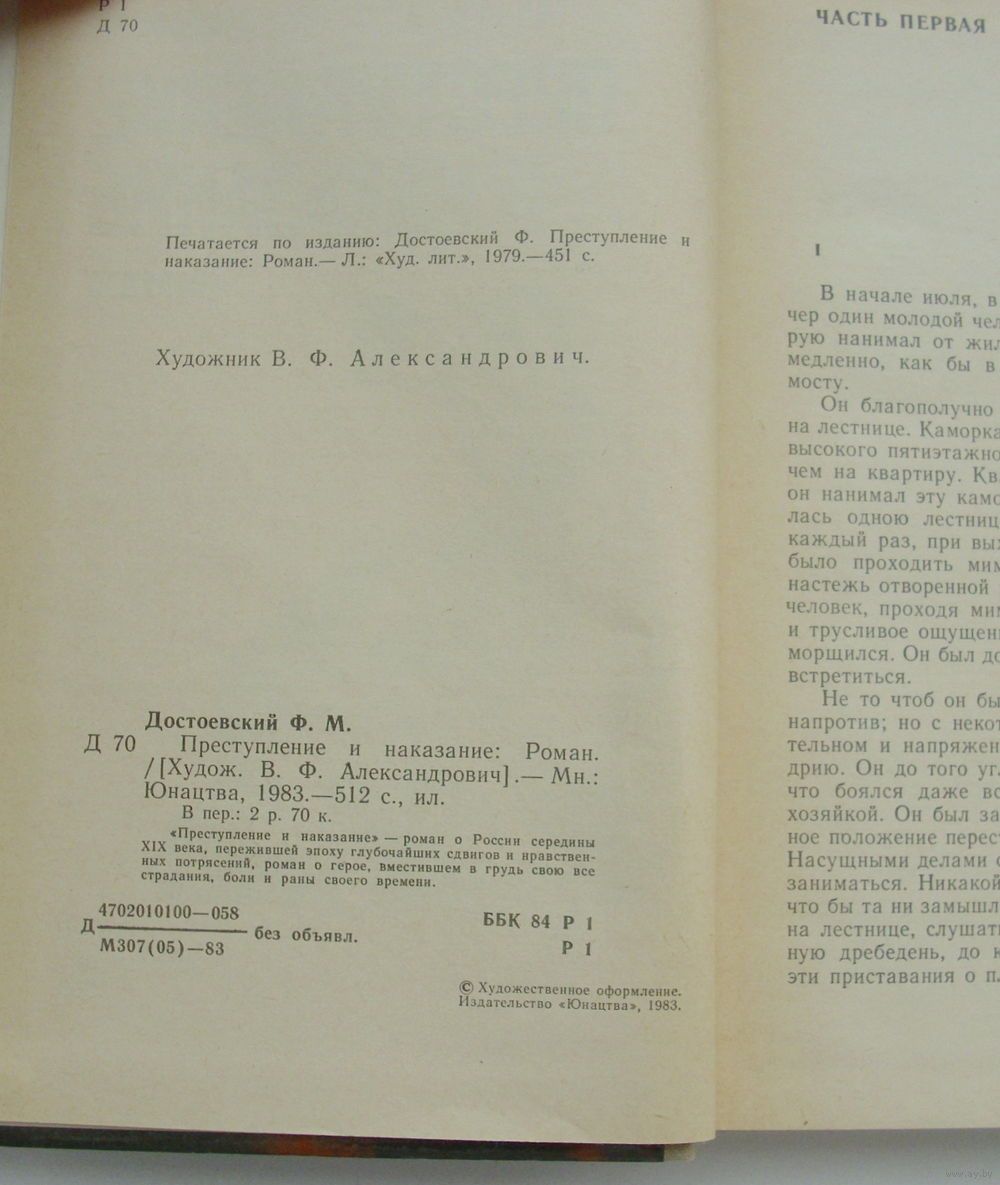 Р 1
Д 70
Печатается по изданию: Достоевский Ф. Преступление и
наказание: Роман.— Л.: «Худ. лит.», 1979.—451 с.
Художник В. Ф. Александрович.
Достоевский Ф. М.
Д 70 Преступление и наказание: Роман.
/[Худож. В. Ф. Александрович].— Мн.:
Юнацтва, 1983.—512 с., ил.
В пер.: 2 р. 70 к.
«Преступление и наказание» — роман о России середины
XIX века, пережившей эпоху глубочайших сдвигов и нравствен-
ных потрясений, роман о герое, вместившем в грудь свою все
страдания, боли и раны своего времени.
4702010100—058
Д без объявл.
М307(05)—83
ББК 84 Р 1
Р 1
© Художественное оформление.
Издательство «Юнацтва», 1983.
ЧАСТЬ ПЕРВАЯ
I
В начале июля, в
чер один молодой чел
рую нанимал от жил
медленно, как бы в
мосту.
Он благополучно
на лестнице. Каморка
высокого пятиэтажно
чем на квартиру. Кв
он нанимал эту камо
лась одною лестниц
каждый раз, при вых
было проходить мим
настежь отворенной
человек, проходя мим
и трусливое ощущен
морщился. Он был до
встретиться.
Не то чтоб он бы
напротив; но с некот
тельном и напряжен
дрию. Он до того угл
что боялся даже вс
хозяйкой. Он был за
ное положение перест
Насущными делами с
заниматься. Никакой
что бы та ни замышл
на лестнице, слушат
ную дребедень, до к
эти приставания о пл
www.ay.by